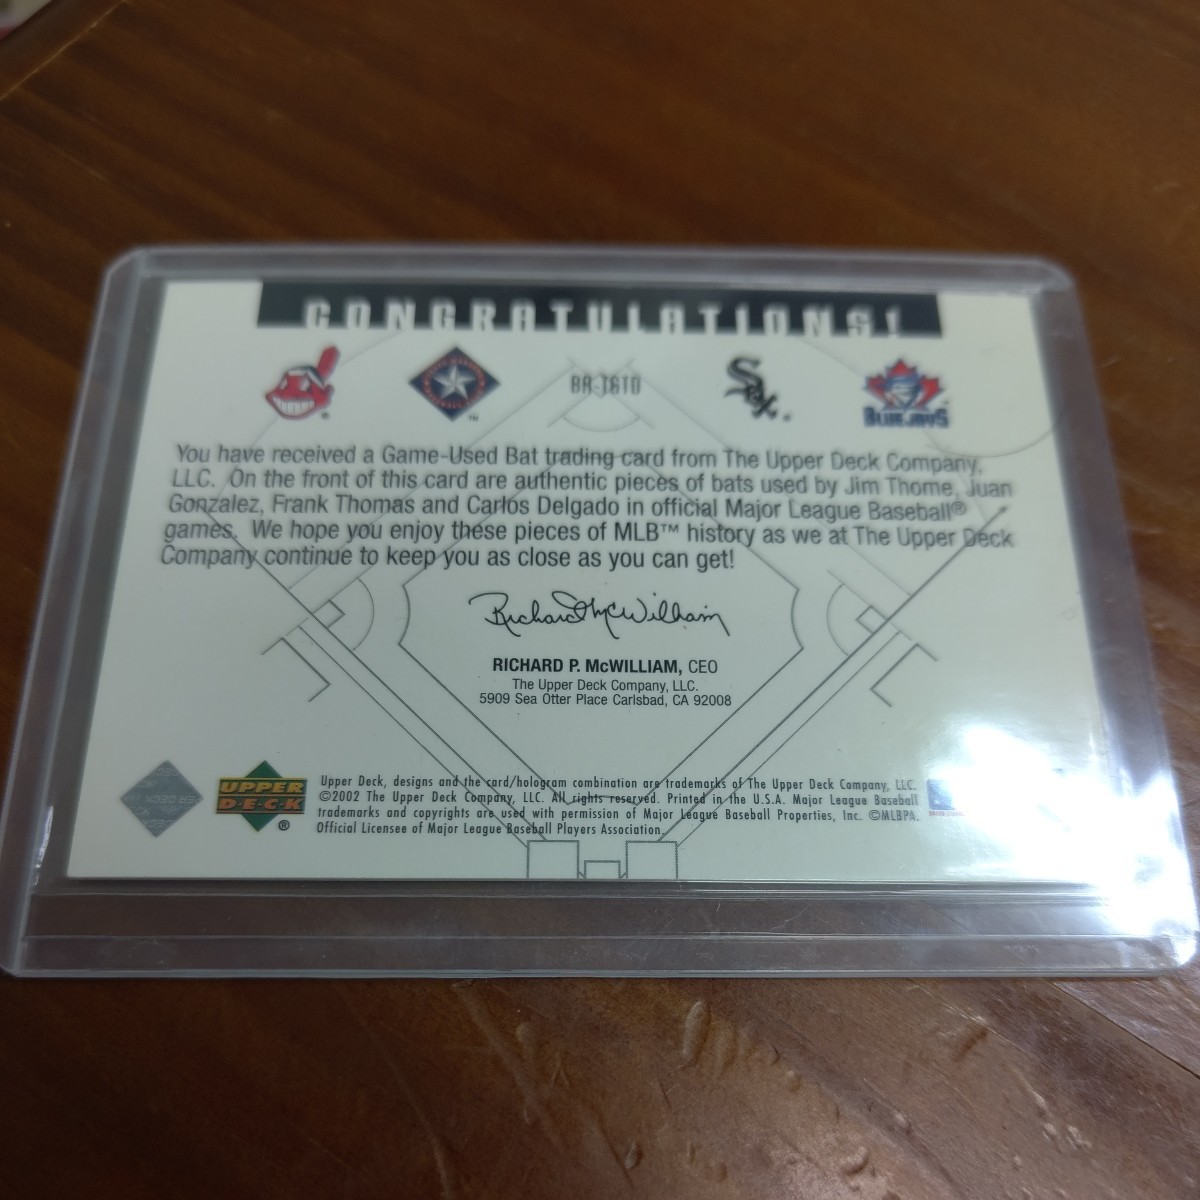 CONGRATULATIONS!
BR-TGTD
BLUE JAYS
You have received a Game-Used Bat trading card from The Upper Deck Company,
LLC. On the front of this card are authentic pieces of bats used by Jim Thome, Juan
Gonzalez, Frank Thomas and Carlos Delgado in official Major League Baseball®
games. We hope you enjoy these pieces of MLB™ history as we at The Upper Deck
Company continue to keep you as close as you can get!
Richard McWilliam
RICHARD P. McWILLIAM, CEO
The Upper Deck Company, LLC.
5909 Sea Otter Place Carlsbad, CA 92008
UPPER
DECK
®
Upper Deck, designs and the card/hologram combination are trademarks of The Upper Deck Company, LLC.
©2002 The Upper Deck Company, LLC. All rights reserved. Printed in the U.S.A. Major League Baseball
trademarks and copyrights are used with permission of Major League Baseball Properties, Inc. ©MLBPA.
Official Licensee of Major League Baseball Players Association.